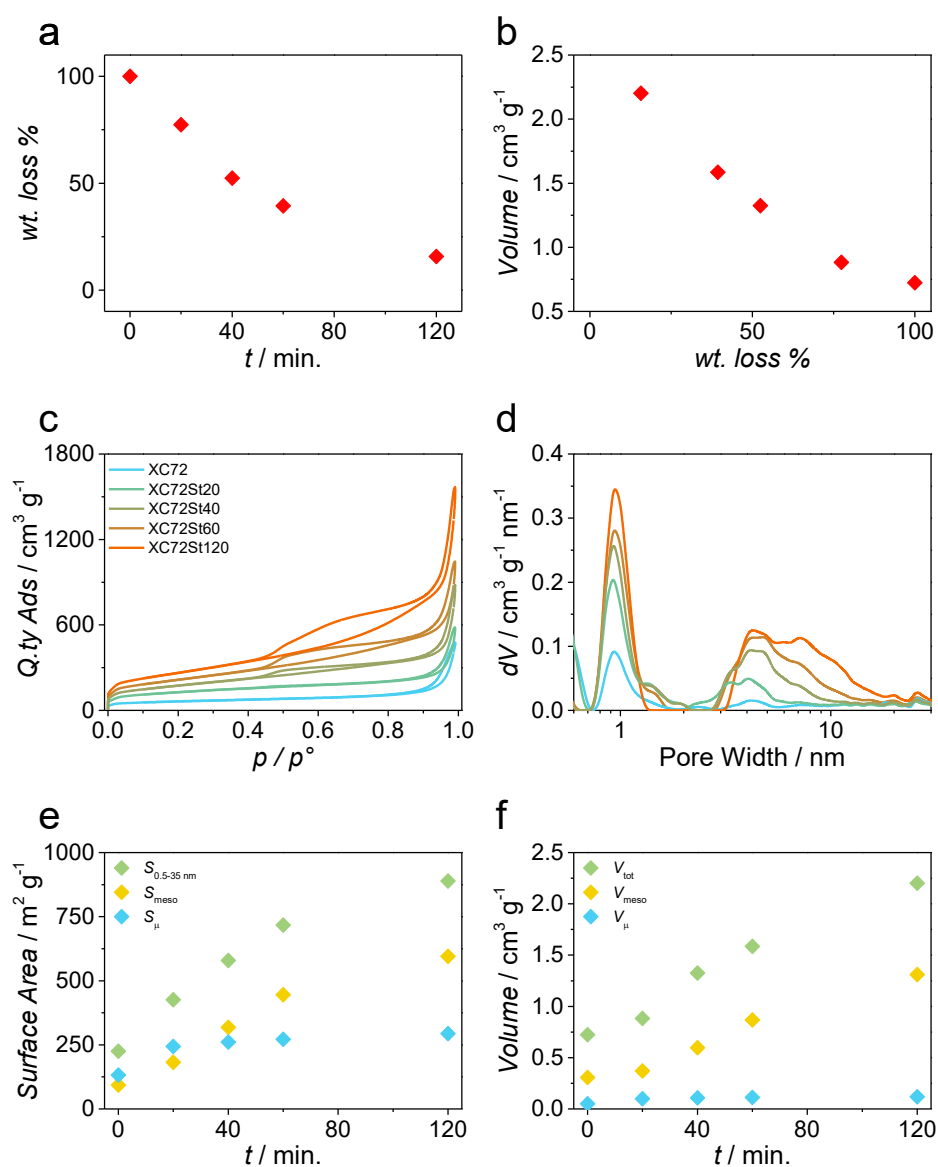 a
wt. loss %
100
50
0
0 40 80 120
t / min.
b
Volume / cm³ g⁻¹
2.5
2.0
1.5
1.0
0.5
0 50 100
wt. loss %
c
Q.ty Ads / cm³ g⁻¹
1800
1200
600
0
XC72
XC72St20
XC72St40
XC72St60
XC72St120
0.0 0.2 0.4 0.6 0.8 1.0
p / p°
d
dV / cm³ g⁻¹ nm⁻¹
0.4
0.3
0.2
0.1
0.0
1 10
Pore Width / nm
e
Surface Area / m² g⁻¹
1000
750
500
250
0
S0.5-35 nm
Smeso
Sμ
0 40 80 120
t / min.
f
Volume / cm³ g⁻¹
2.5
2.0
1.5
1.0
0.5
0.0
Vtot
Vmeso
Vμ
0 40 80 120
t / min.